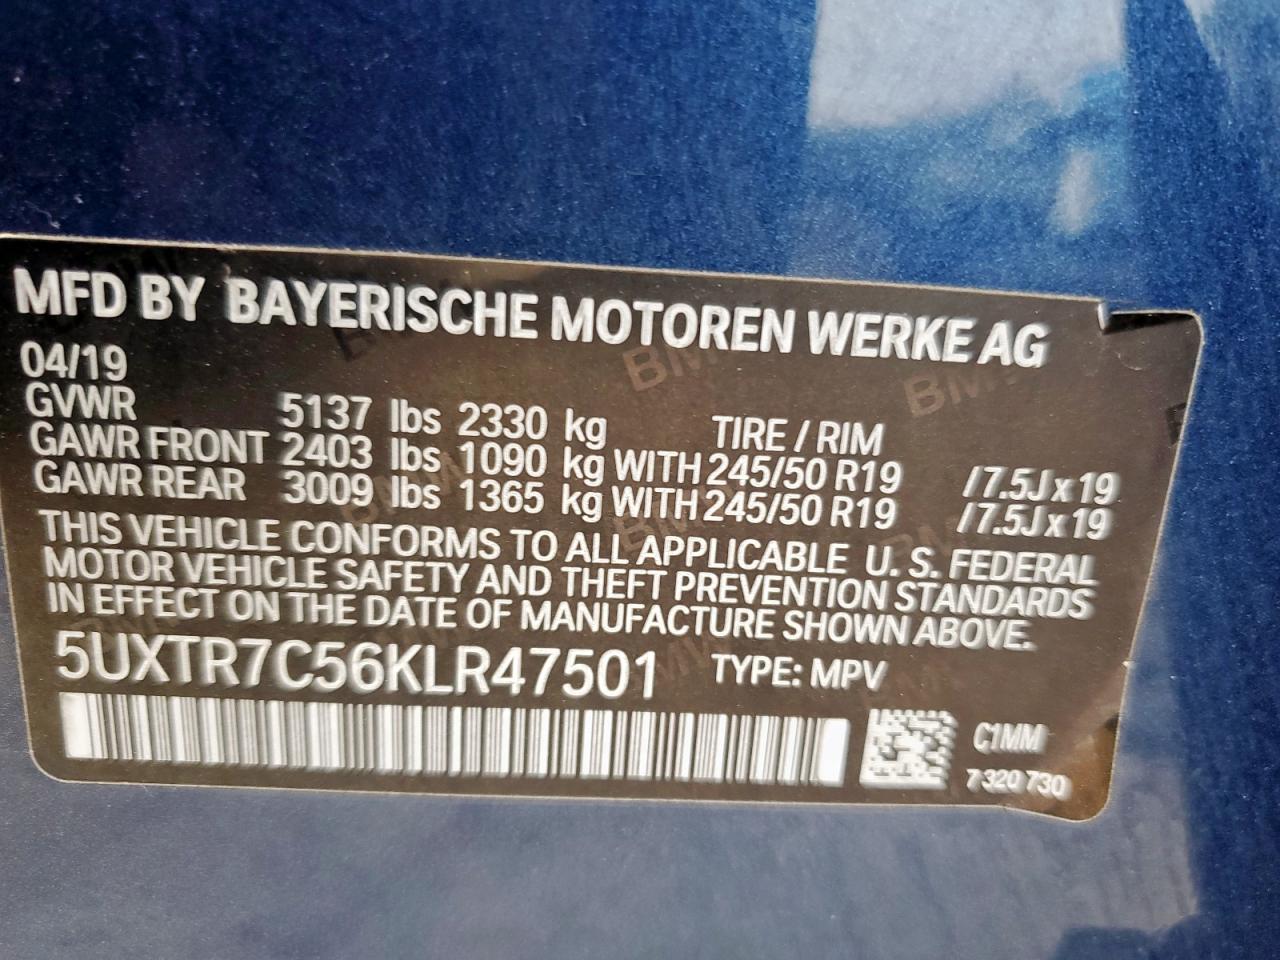 MFD BY BAYERISCHE MOTOREN WERKE AG
04/19
GVWR 5137 lbs 2330 kg TIRE / RIM
GAWR FRONT 2403 lbs 1090 kg WITH 245/50 R19 / 7.5J x 19
GAWR REAR 3009 lbs 1365 kg WITH 245/50 R19 / 7.5J x 19
THIS VEHICLE CONFORMS TO ALL APPLICABLE U. S. FEDERAL
MOTOR VEHICLE SAFETY AND THEFT PREVENTION STANDARDS
IN EFFECT ON THE DATE OF MANUFACTURE SHOWN ABOVE.
5UXTR7C56KLR47501 TYPE: MPV
C1MM
7 320 730